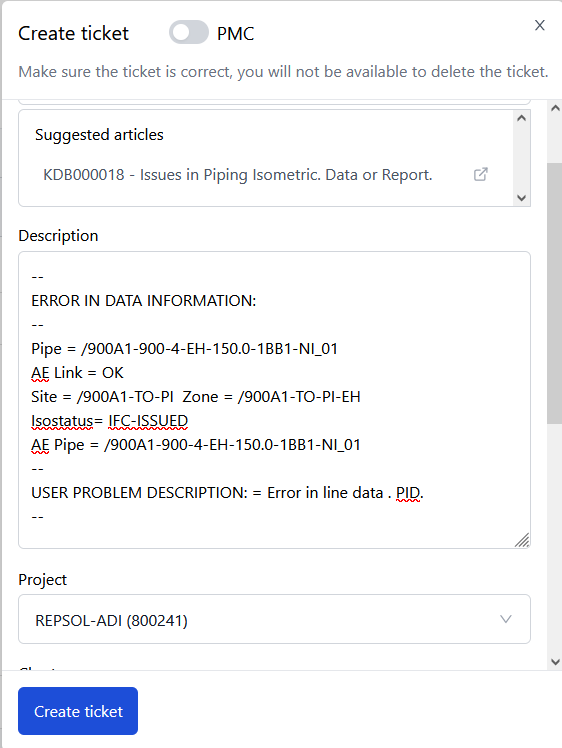 Create ticket PMC
Make sure the ticket is correct, you will not be available to delete the ticket.
Suggested articles
KDB000018 - Issues in Piping Isometric. Data or Report.
Description
--
ERROR IN DATA INFORMATION:
--
Pipe = /900A1-900-4-EH-150.0-1BB1-NI_01
AE Link = OK
Site = /900A1-TO-PI  Zone = /900A1-TO-PI-EH
Isostatus= IFC-ISSUED
AE Pipe = /900A1-900-4-EH-150.0-1BB1-NI_01
--
USER PROBLEM DESCRIPTION: = Error in line data . PID.
--
Project
REPSOL-ADI (800241)
Create ticket